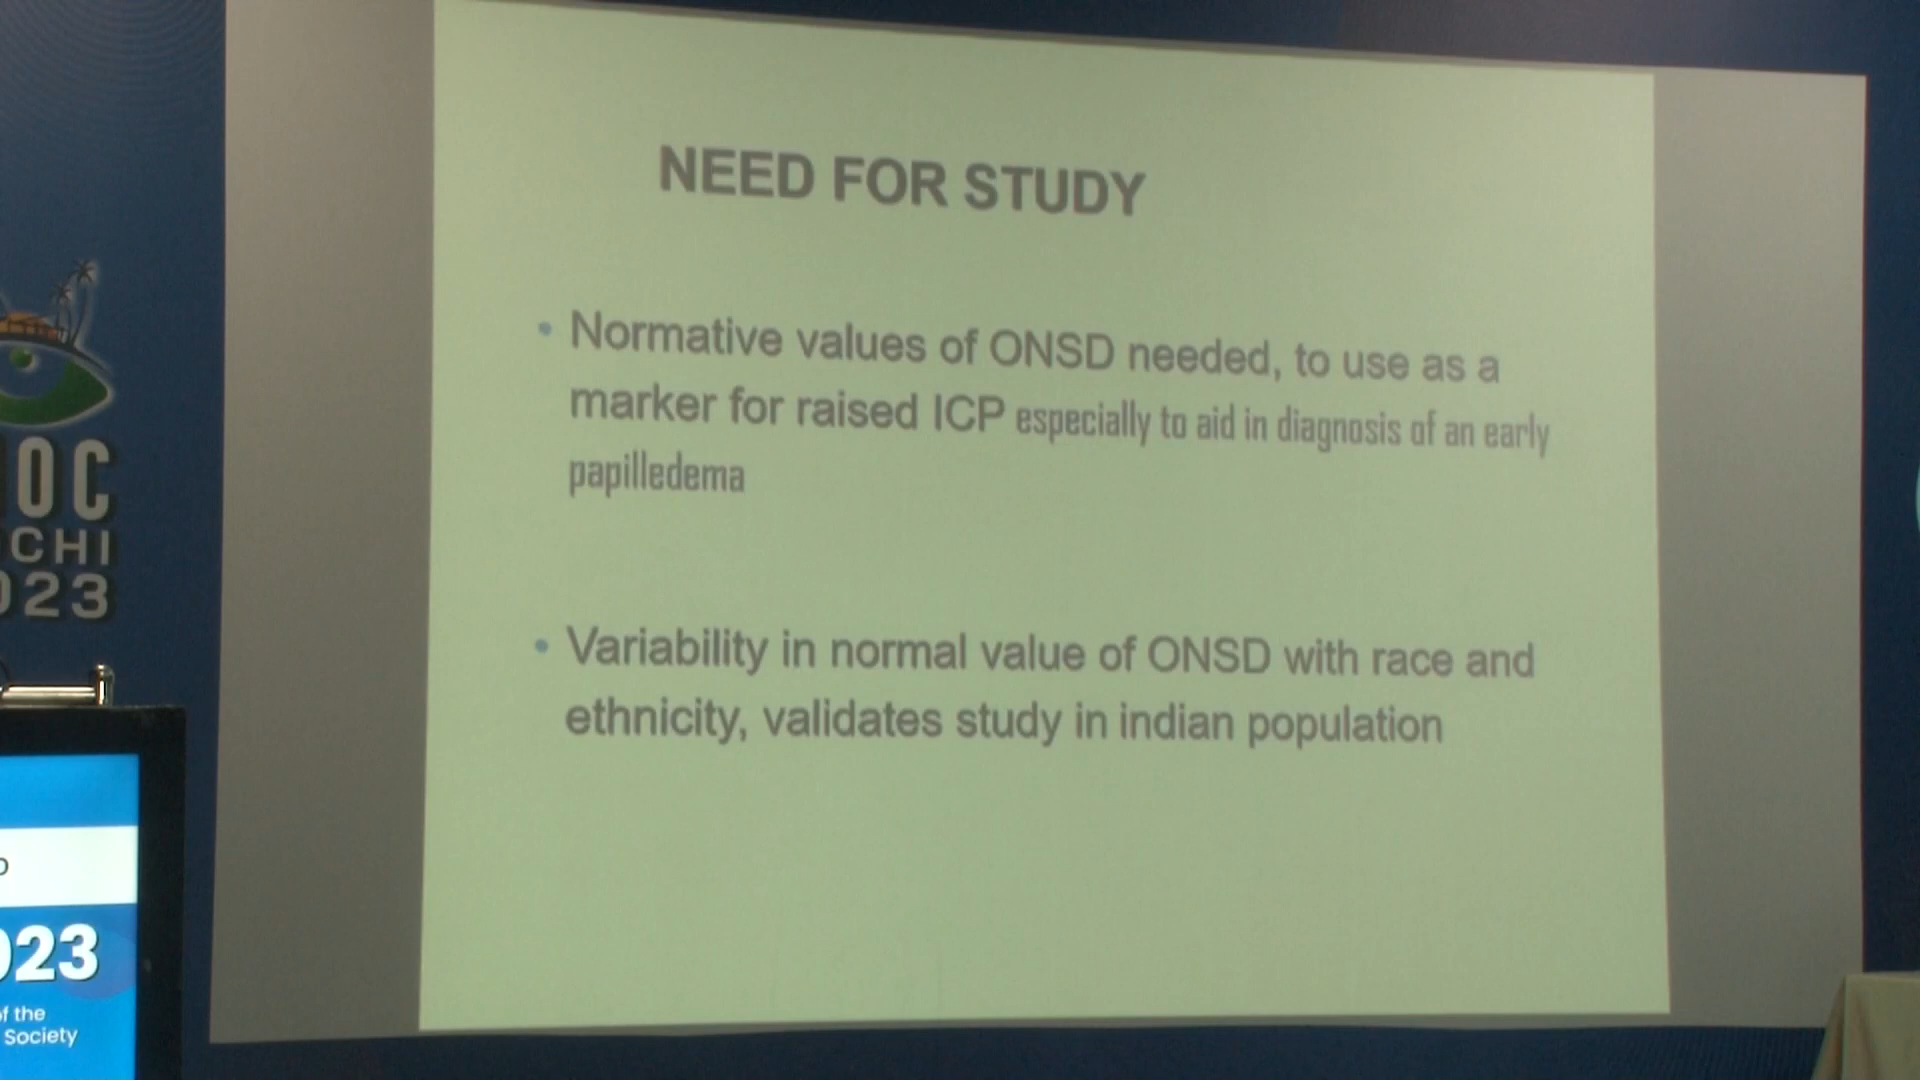 NEED FOR STUDY
• Normative values of ONSD needed, to use as a
marker for raised ICP especially to aid in diagnosis of an early
papilledema
• Variability in normal value of ONSD with race and
ethnicity, validates study in indian population
OC
CHI
023
023
of the
Society